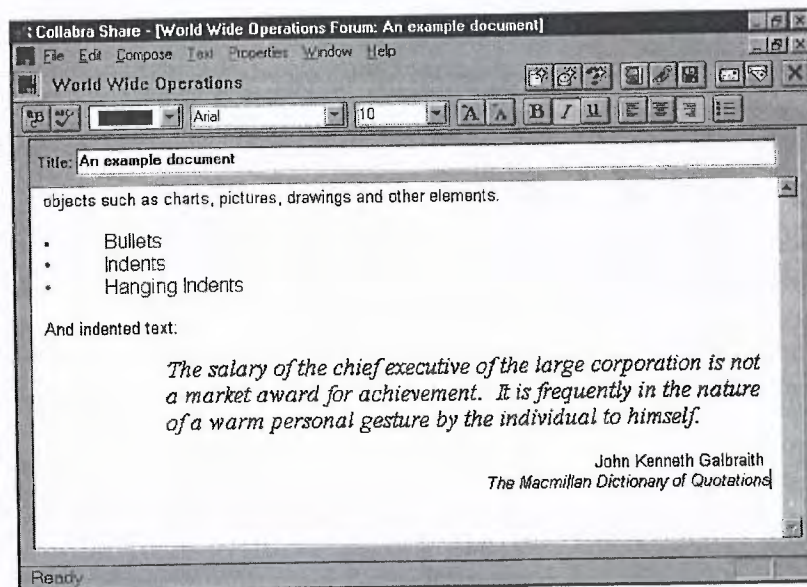 Collabra Share - [World Wide Operations Forum: An example document]
File Edit Compose Text Properties Window Help
World Wide Operations
Arial 10 A A B I u
Title: An example document
objects such as charts, pictures, drawings and other elements.
• Bullets
• Indents
• Hanging Indents
And indented text:
The salary of the chief executive of the large corporation is not
a market award for achievement. It is frequently in the nature
of a warm personal gesture by the individual to himself.
John Kenneth Galbraith
The Macmillan Dictionary of Quotations
Ready